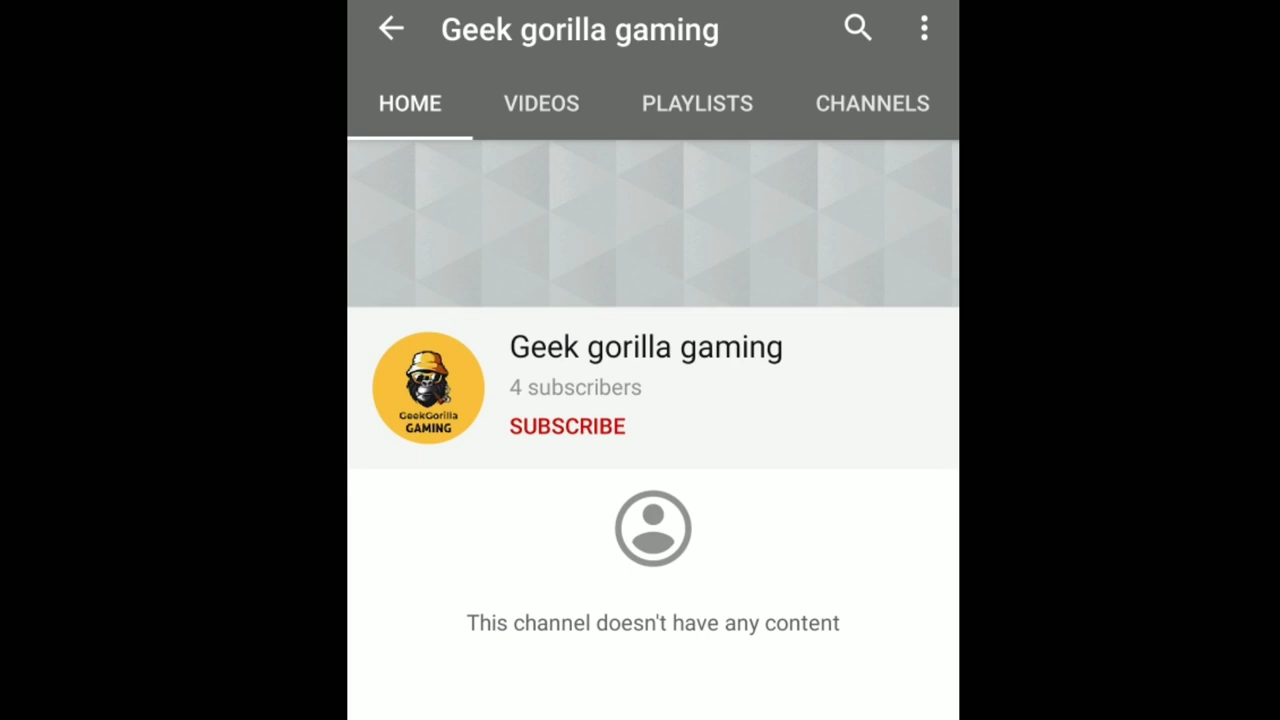 Geek gorilla gaming
HOME VIDEOS PLAYLISTS CHANNELS
Geek gorilla gaming
4 subscribers
SUBSCRIBE
GeekGorilla
GAMING
This channel doesn't have any content